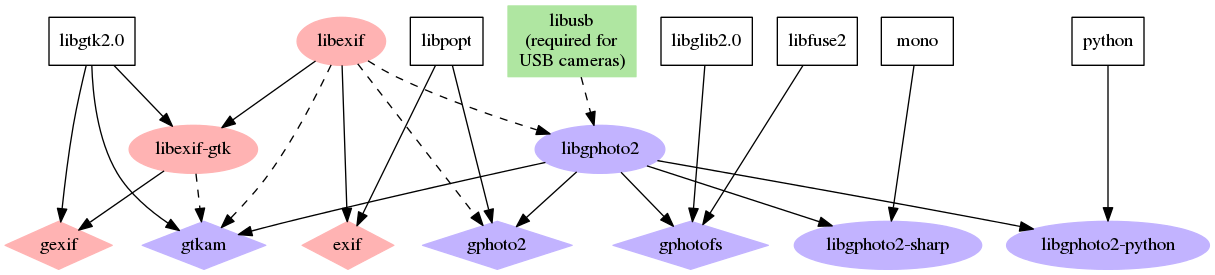 libgtk2.0
libexif
libpopt
libusb
(required for
USB cameras)
libglib2.0
libfuse2
mono
python
libexif-gtk
libgphoto2
gexif
gtkam
exif
gphoto2
gphotofs
libgphoto2-sharp
libgphoto2-python